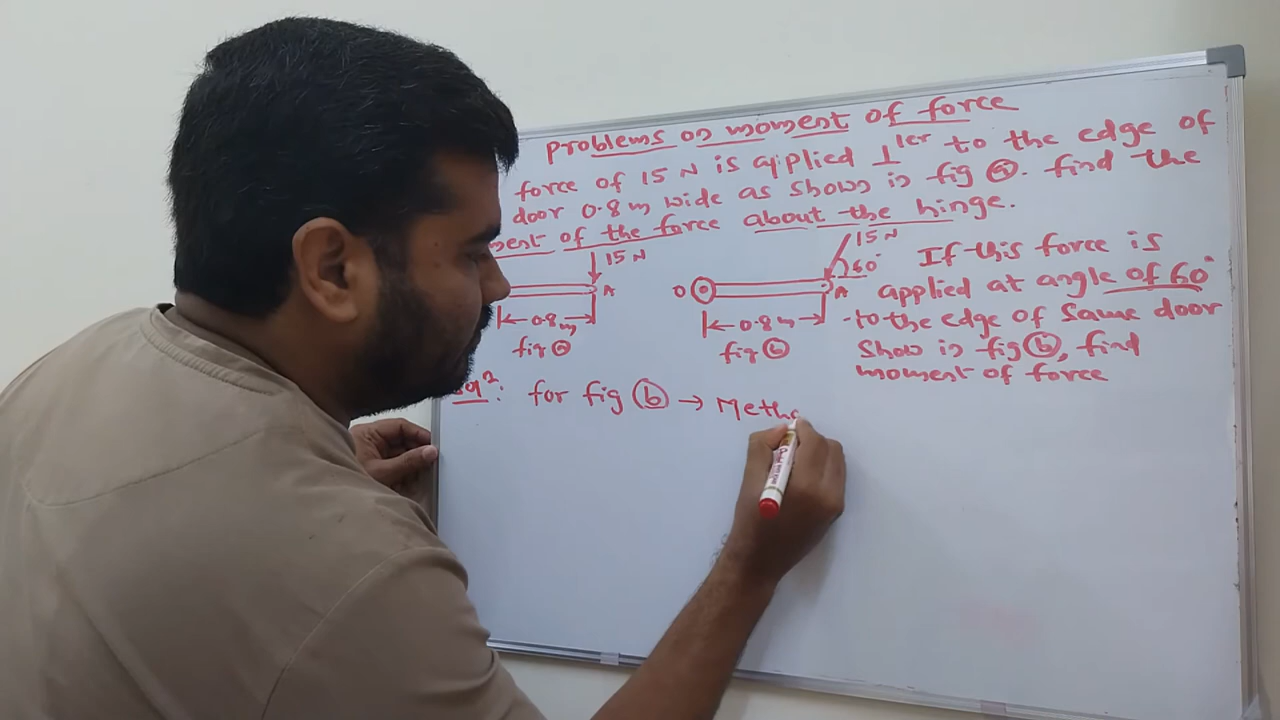 Problems on moment of force
force of 15 N is applied ⊥ler to the edge of
door 0.8 m wide as shown in fig ⓐ. find the
ment of the force about the hinge.
15 N
A
0.8 m
fig ⓐ
15 N
60°
O
A
0.8 m
fig ⓑ
If this force is
applied at angle of 60°
to the edge of same door
show in fig ⓑ, find
moment of force
for fig ⓑ → Metho